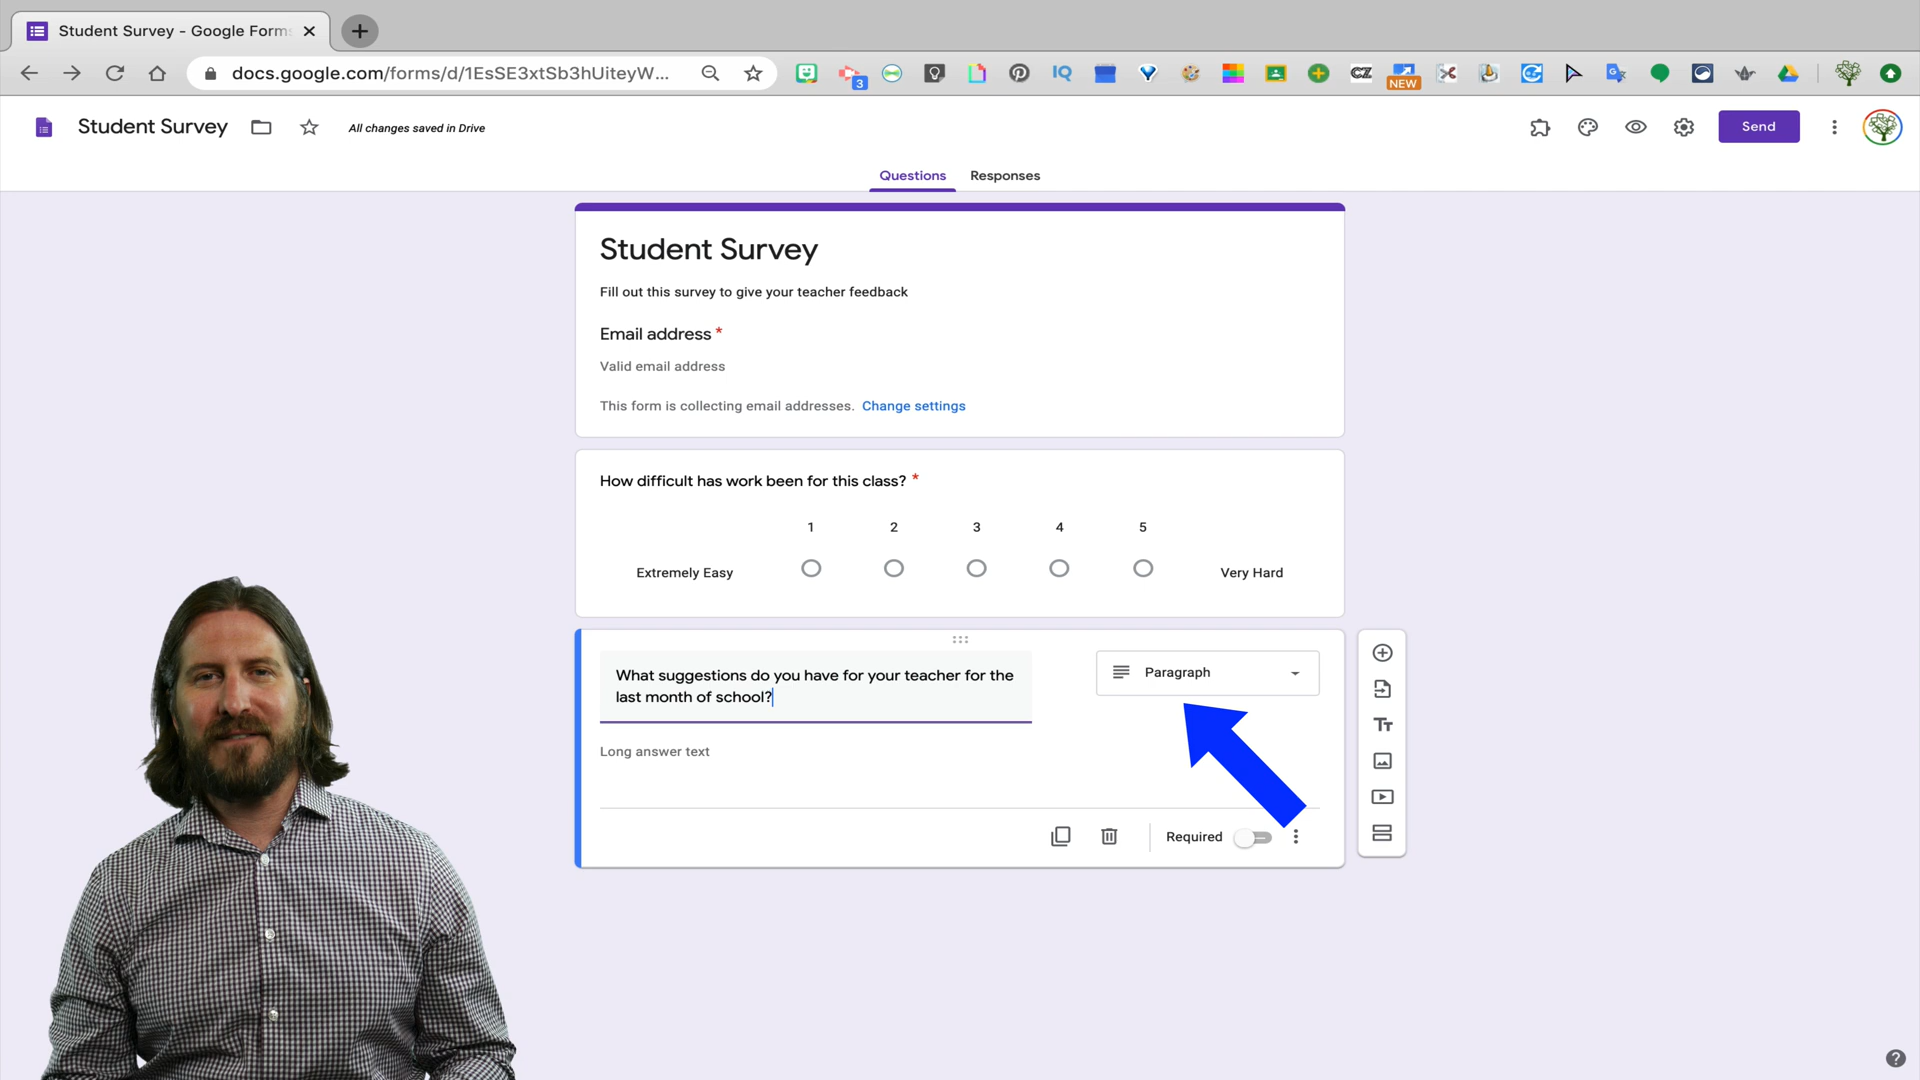 Student Survey - Google Form
docs.google.com/forms/d/1EsSE3xtSb3hUiteyW...
3
IQ
CZ
NEW
Student Survey
All changes saved in Drive
Send
Questions
Responses
Student Survey
Fill out this survey to give your teacher feedback
Email address *
Valid email address
This form is collecting email addresses. Change settings
How difficult has work been for this class? *
1 2 3 4 5
Extremely Easy
Very Hard
What suggestions do you have for your teacher for the
last month of school?
Paragraph
Long answer text
Required
Tт